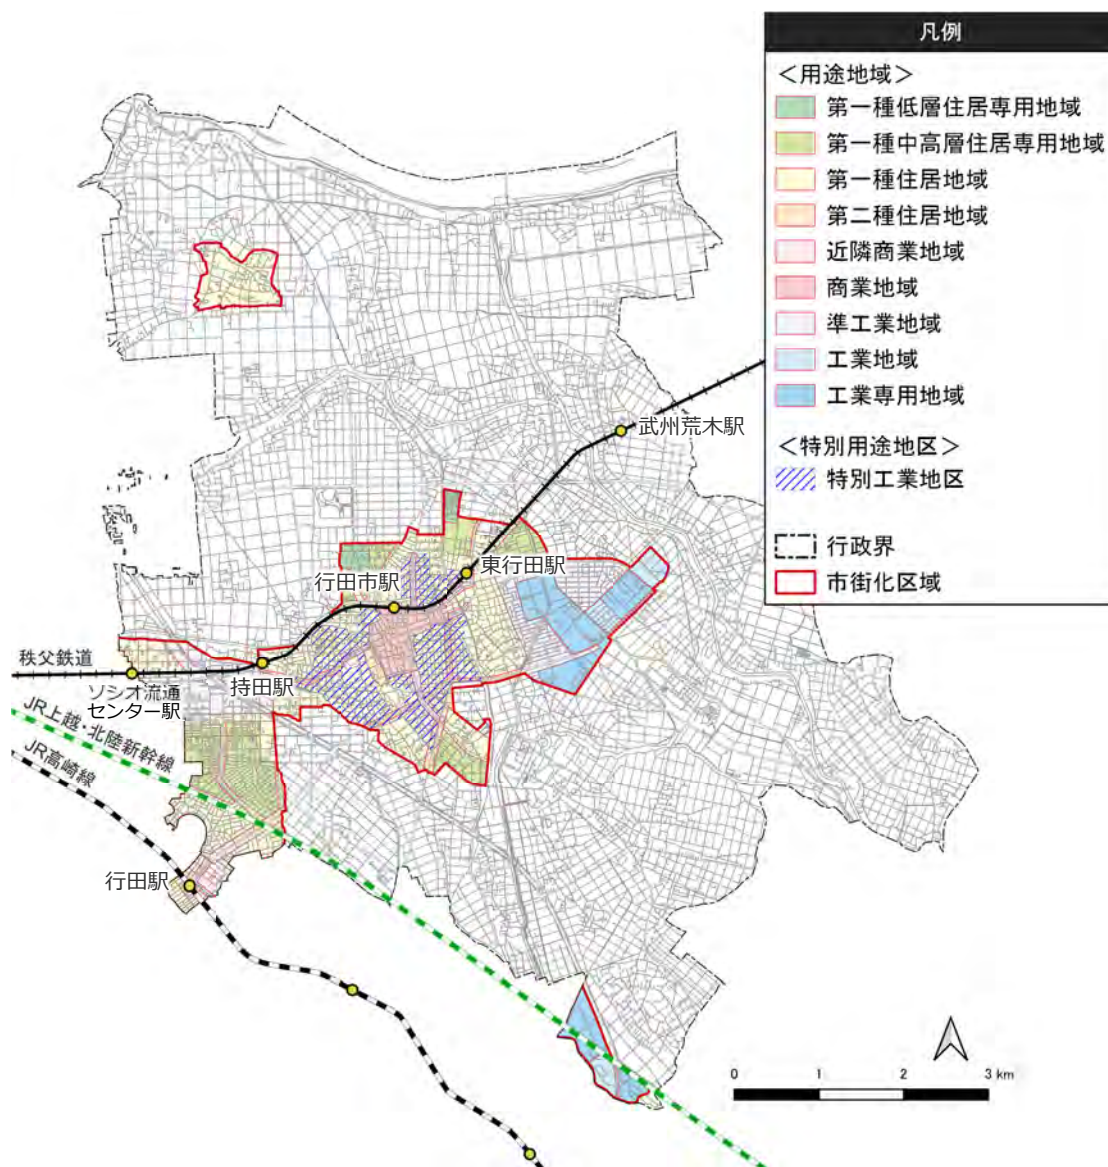 凡例
<用途地域>
第一種低層住居専用地域
第一種中高層住居専用地域
第一種住居地域
第二種住居地域
近隣商業地域
商業地域
準工業地域
工業地域
工業専用地域
<特別用途地区>
特別工業地区
行政界
市街化区域
武州荒木駅
東行田駅
行田市駅
秩父鉄道
持田駅
ソシオ流通
センター駅
JR上越・北陸新幹線
JR高崎線
行田駅
0 1 2 3 km